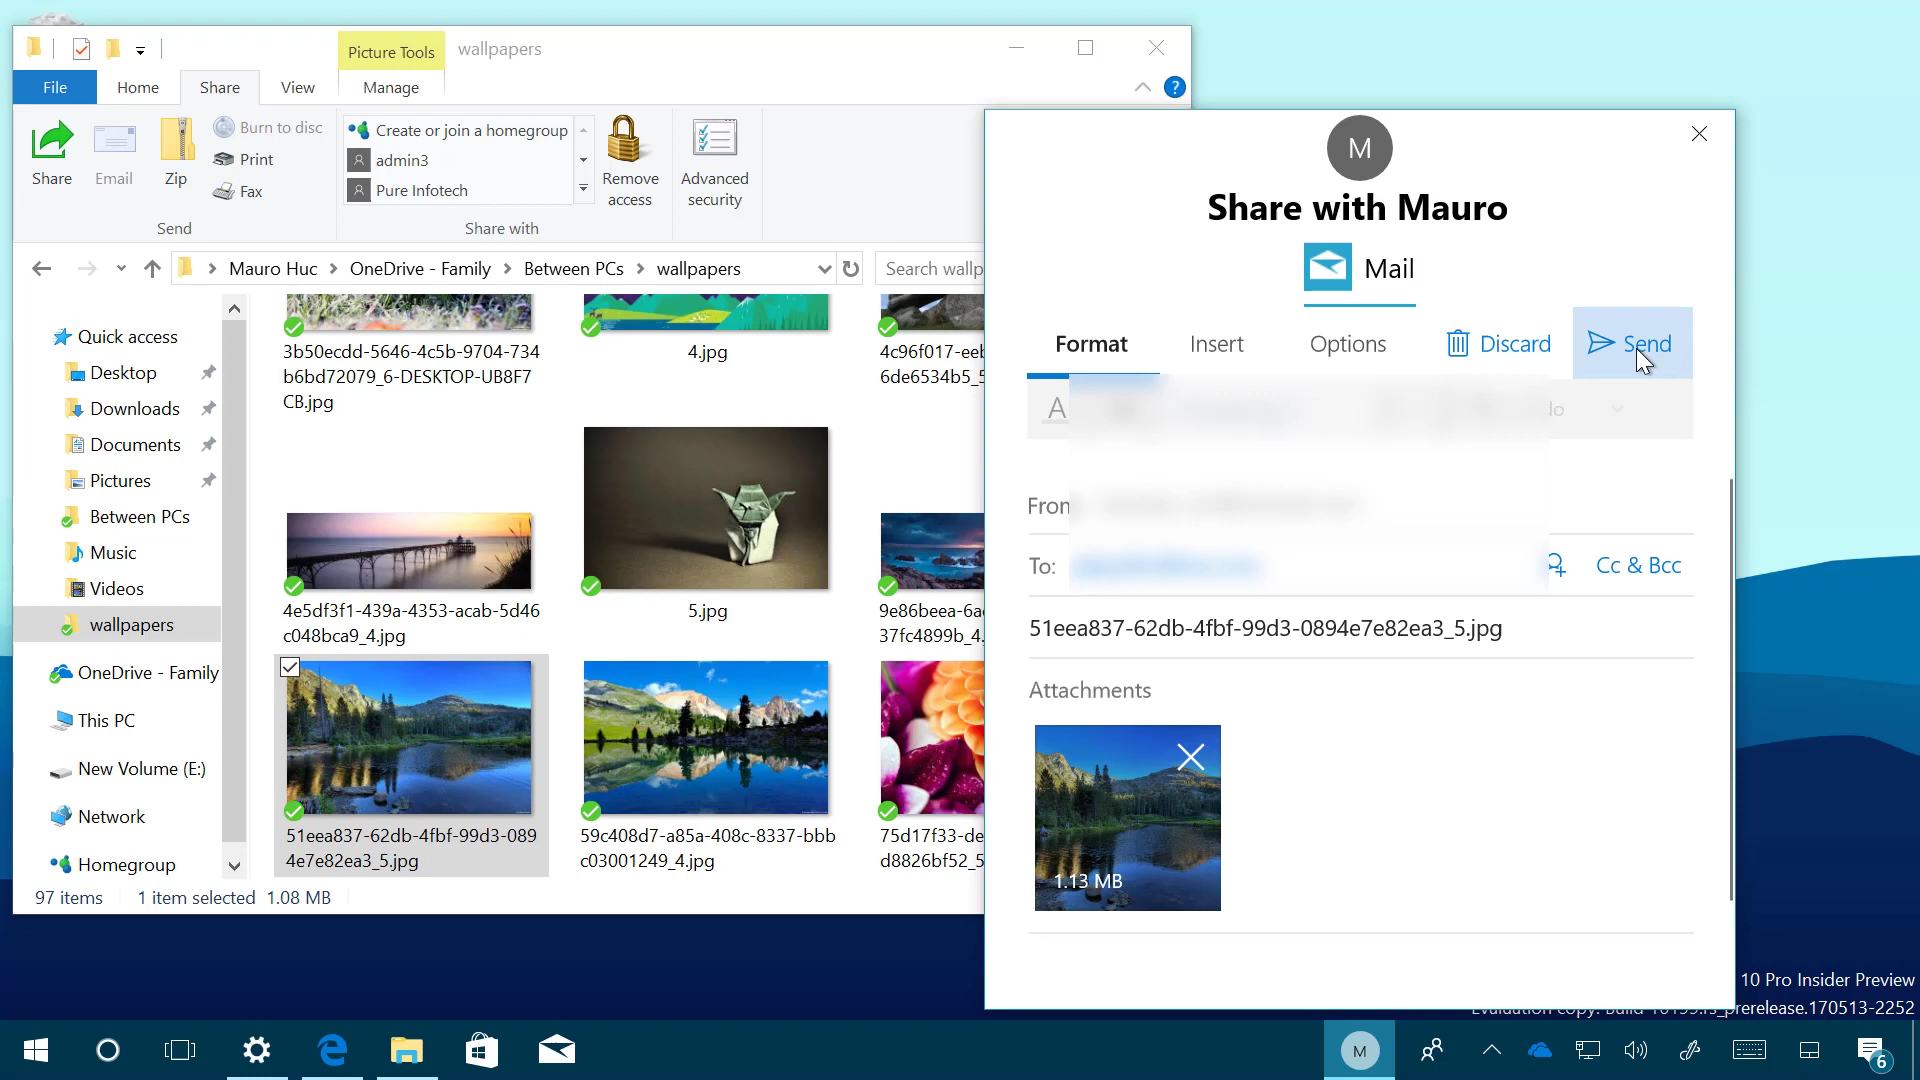 Picture Tools
wallpapers
File
Home
Share
View
Manage
?
Share
Email
Zip
Burn to disc
Print
Fax
Send
Create or join a homegroup
admin3
Pure Infotech
Share with
Remove access
Advanced security
Mauro Huc
OneDrive - Family
Between PCs
wallpapers
Search wallp
Quick access
Desktop
Downloads
Documents
Pictures
Between PCs
Music
Videos
wallpapers
OneDrive - Family
This PC
New Volume (E:)
Network
Homegroup
3b50ecdd-5646-4c5b-9704-734
b6bd72079_6-DESKTOP-UB8F7
CB.jpg
4.jpg
4c96f017-eeb
6de6534b5_5
4e5df3f1-439a-4353-acab-5d46
c048bca9_4.jpg
5.jpg
9e86beea-6a
37fc4899b_4.
51eea837-62db-4fbf-99d3-089
4e7e82ea3_5.jpg
59c408d7-a85a-408c-8337-bbb
c03001249_4.jpg
75d17f33-de
d8826bf52_5
97 items
1 item selected 1.08 MB
M
Share with Mauro
Mail
Format
Insert
Options
Discard
Send
A
do
From
To:
Cc & Bcc
51eea837-62db-4fbf-99d3-0894e7e82ea3_5.jpg
Attachments
1.13 MB
10 Pro Insider Preview
prerelease.170513-2252
M
6